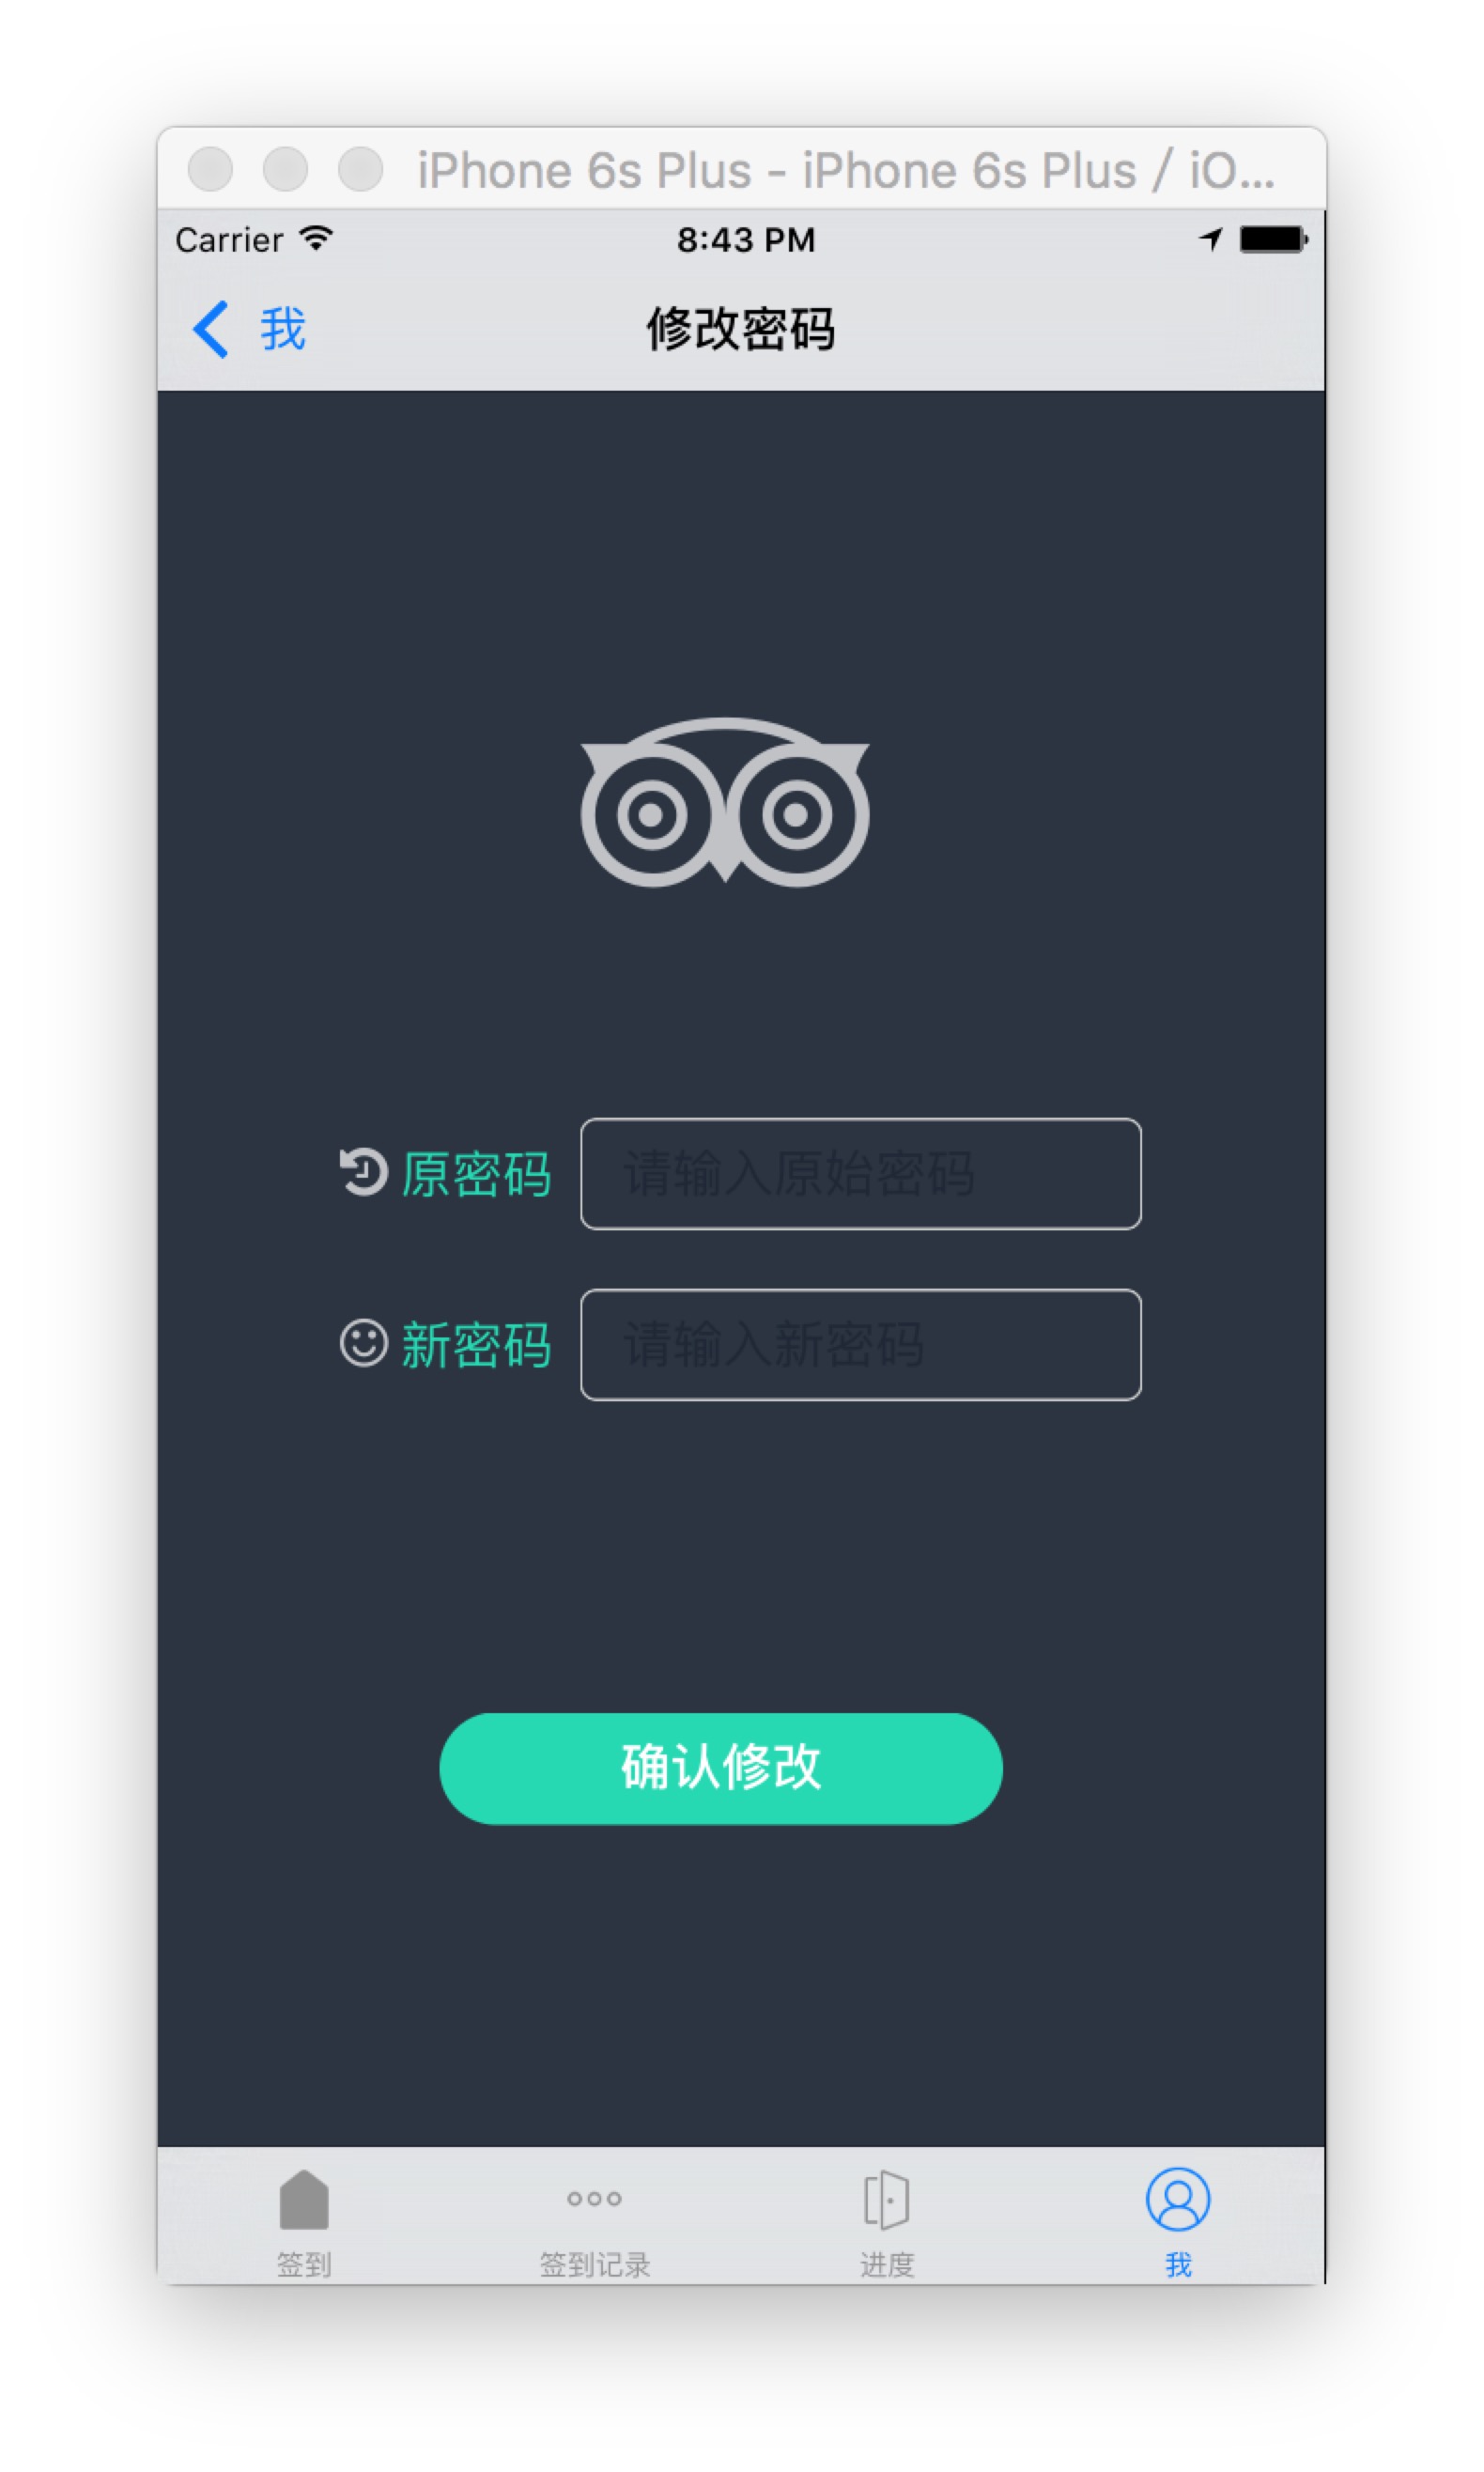 iPhone 6s Plus - iPhone 6s Plus / iO...
Carrier 8:43 PM
我 修改密码
原密码 请输入原始密码
新密码 请输入新密码
确认修改
签到 签到记录 进度 我